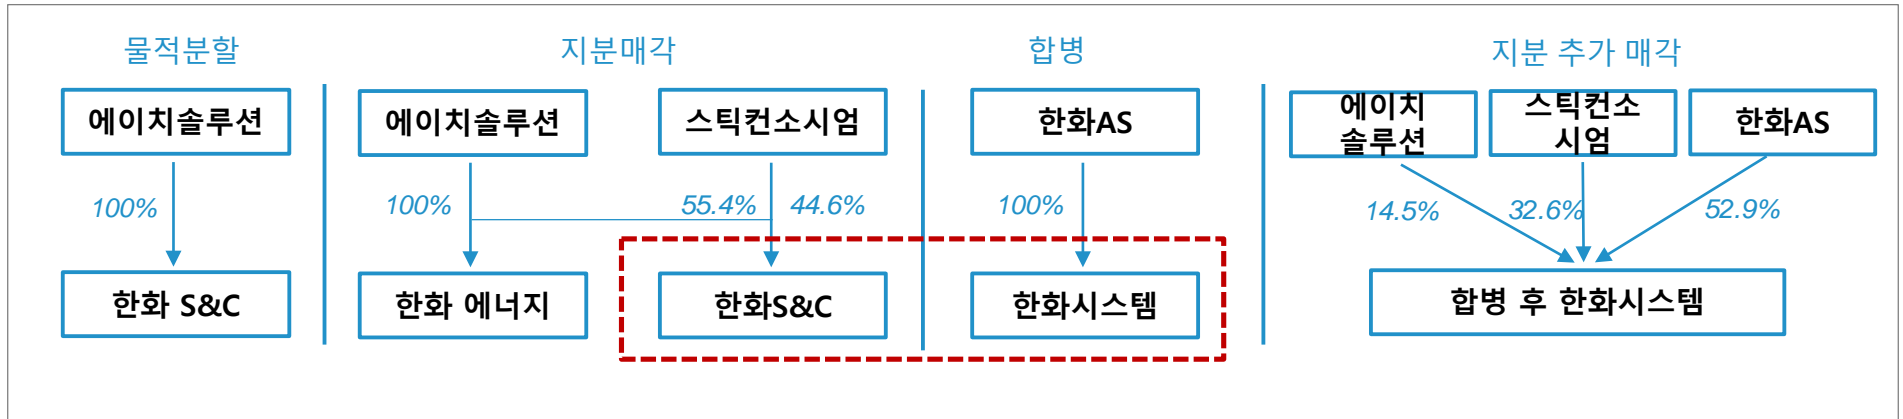 물적분할
지분매각
합병
지분 추가 매각
에이치솔루션
에이치솔루션
스틱컨소시엄
한화AS
에이치
솔루션
스틱컨소
시엄
한화AS
100%
100%
55.4%
44.6%
100%
14.5%
32.6%
52.9%
한화 S&C
한화 에너지
한화S&C
한화시스템
합병 후 한화시스템